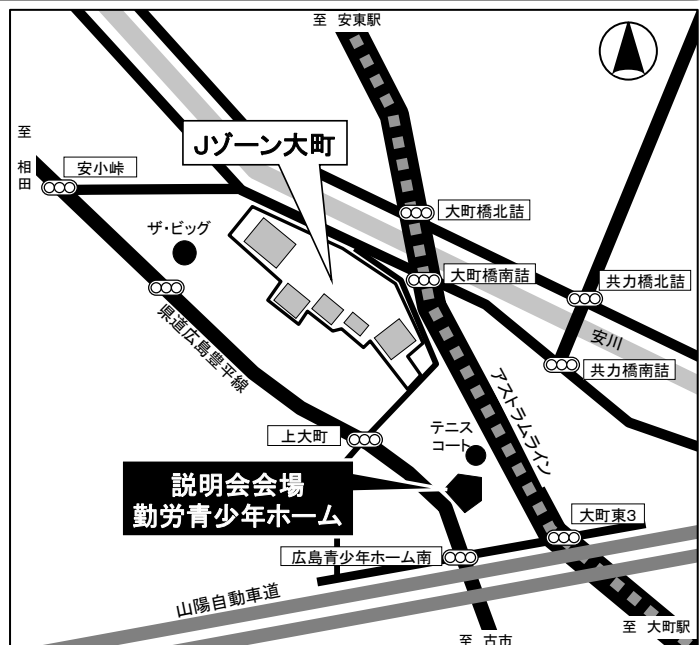 至 安東駅
至
相
田
安小峠
Jゾーン大町
ザ・ビッグ
大町橋北詰
大町橋南詰
共力橋北詰
安川
共力橋南詰
県道広島豊平線
アストラムライン
上大町
テニス
コート
説明会会場
勤労青少年ホーム
大町東3
広島青少年ホーム南
山陽自動車道
至 大町駅
至 古市